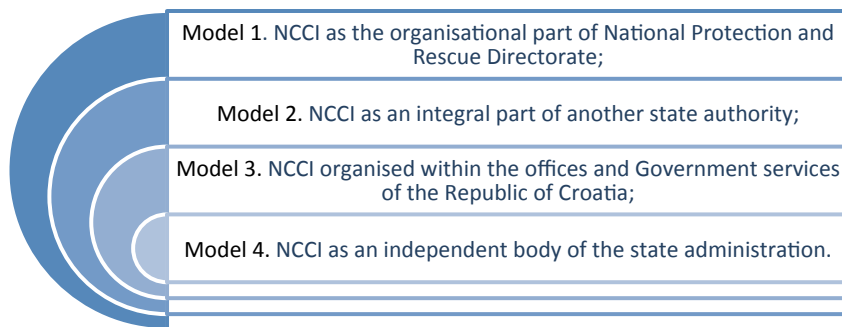 Model 1. NCCI as the organisational part of National Protection and
Rescue Directorate;
Model 2. NCCI as an integral part of another state authority;
Model 3. NCCI organised within the offices and Government services
of the Republic of Croatia;
Model 4. NCCI as an independent body of the state administration.